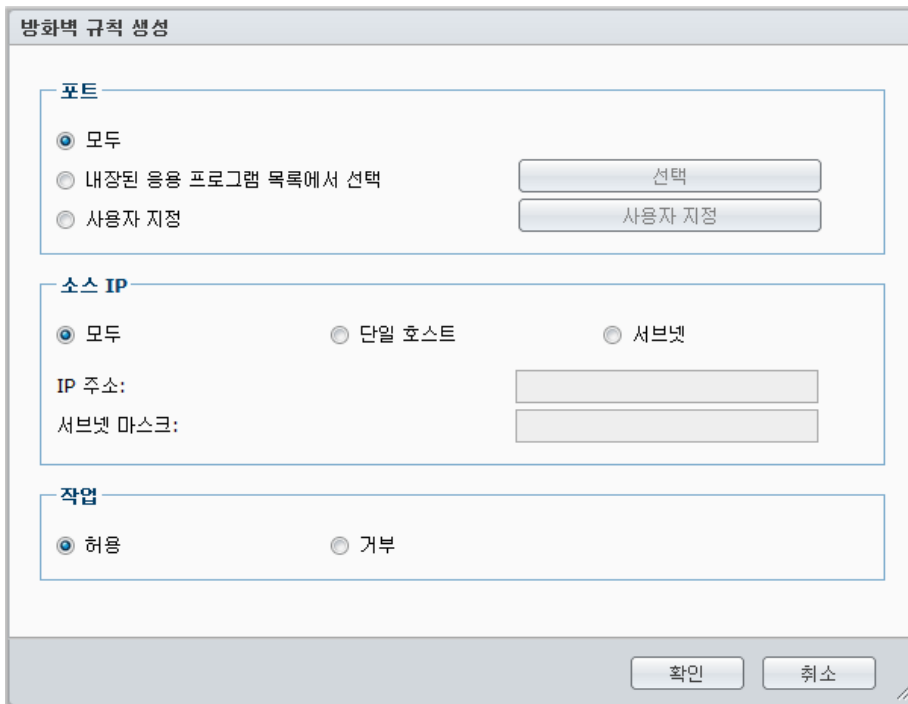 방화벽 규칙 생성
포트
모두
내장된 응용 프로그램 목록에서 선택 선택
사용자 지정 사용자 지정
소스 IP
모두 단일 호스트 서브넷
IP 주소:
서브넷 마스크:
작업
허용 거부
확인 취소